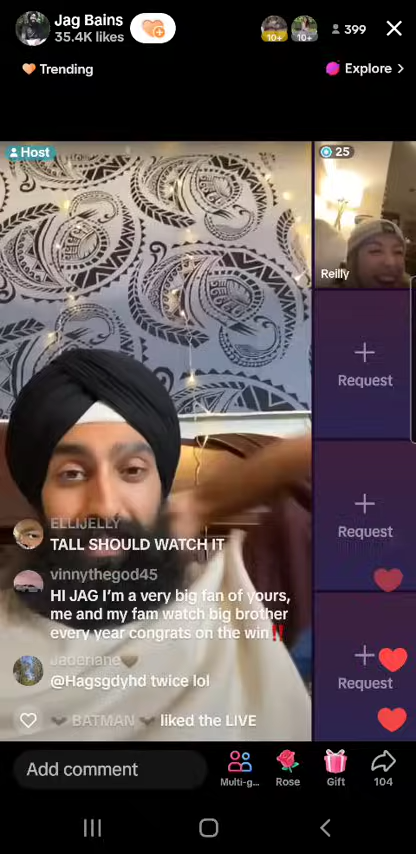 Jag Bains
35.4K likes
10+
10+
399
Trending
Explore >
Host
25
Reilly
Request
Request
Request
ELLIJELLY
TALL SHOULD WATCH IT
vinnythegod45
HI JAG I'm a very big fan of yours,
me and my fam watch big brother
every year congrats on the win‼️
Jaderiane🤎
@Hagsgdyhd twice lol
🖤 BATMAN 🖤 liked the LIVE
Add comment
Multi-g...
Rose
Gift
104